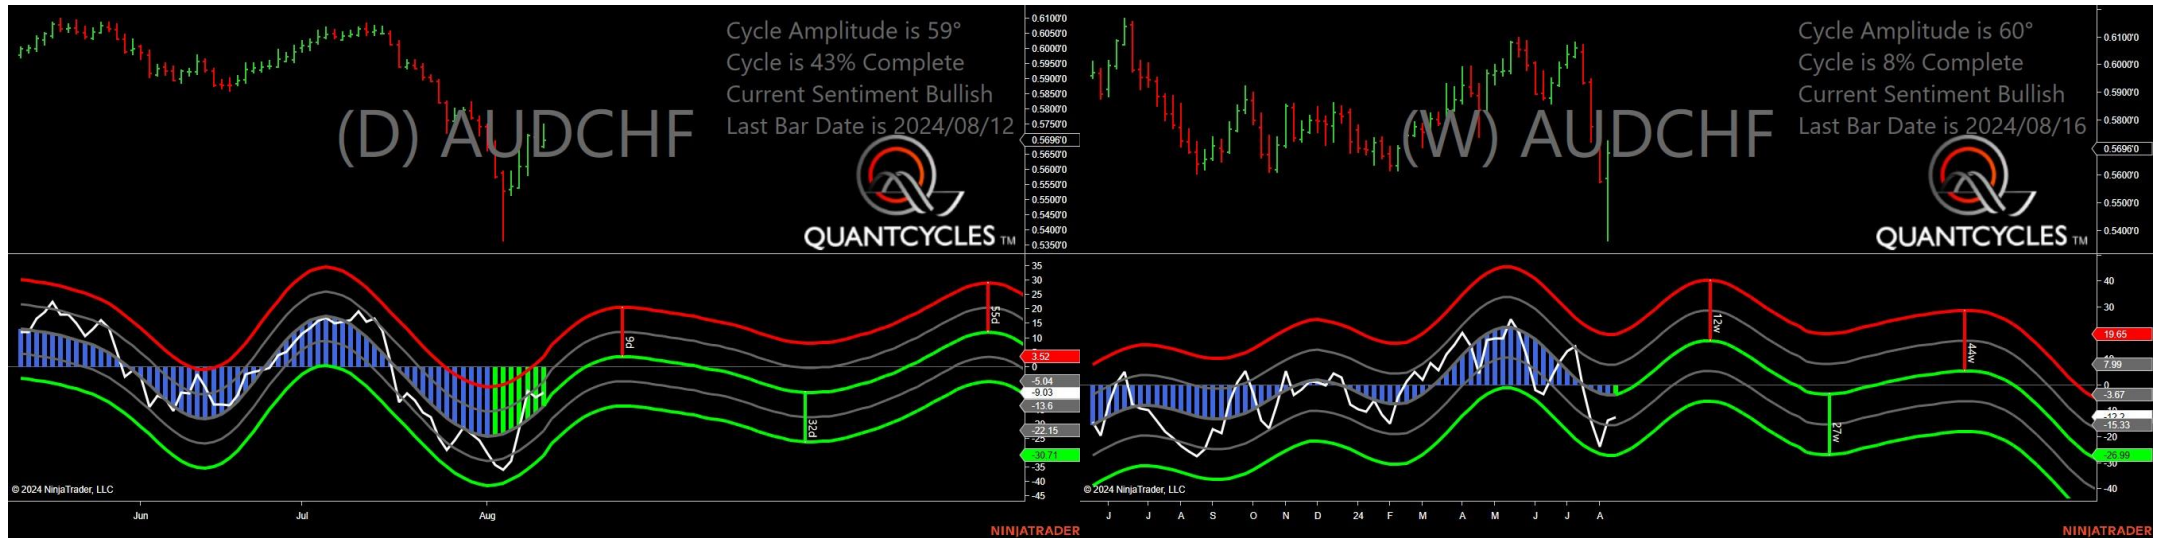 Cycle Amplitude is 59°
Cycle is 43% Complete
Current Sentiment Bullish
Last Bar Date is 2024/08/12
(D) AUDCHF
QUANTCYCLES TM
0.6100'0
0.6050'0
0.6000'0
0.5950'0
0.5900'0
0.5850'0
0.5800'0
0.5750'0
0.5696'0
0.5650'0
0.5600'0
0.5550'0
0.5500'0
0.5450'0
0.5400'0
0.5350'0
35
30
25
20
15
10
3.52
0
-5.04
-9.03
-13.6
-22.15
-25
-30.71
-35
-40
-45
9d
32d
55d
© 2024 NinjaTrader, LLC
Jun Jul Aug
NINJATRADER
Cycle Amplitude is 60°
Cycle is 8% Complete
Current Sentiment Bullish
Last Bar Date is 2024/08/16
(W) AUDCHF
QUANTCYCLES TM
0.6100'0
0.6000'0
0.5900'0
0.5800'0
0.5696'0
0.5600'0
0.5500'0
0.5400'0
40
30
19.65
10
7.99
0
-3.67
-12.2
-15.33
-20
-26.99
-30
-40
12w
27w
44w
© 2024 NinjaTrader, LLC
J J A S O N D 24 F M A M J J A
NINJATRADER